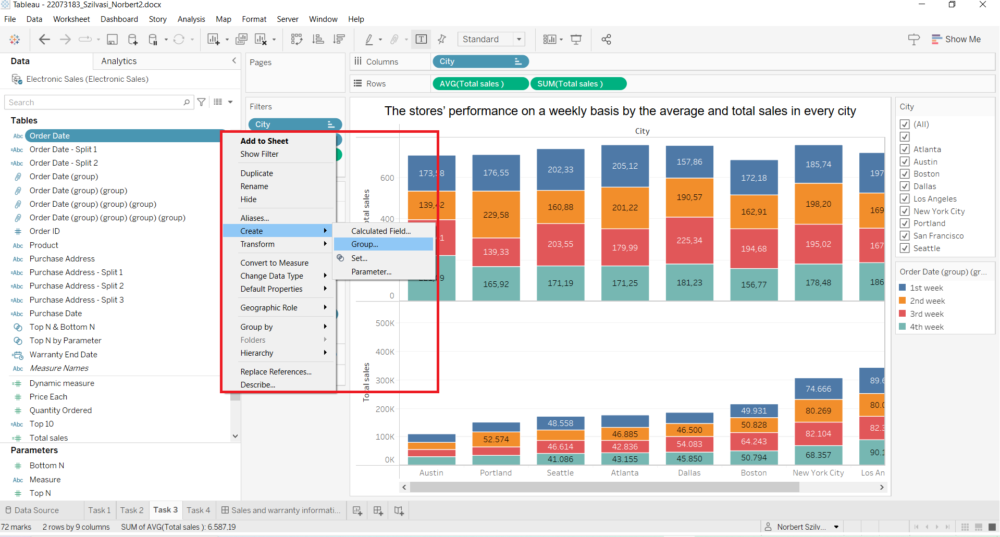 Tableau - 22073183_Szilvasi_Norbert2.docx
File Data Worksheet Dashboard Story Analysis Map Format Server Window Help
Standard
Show Me
Data
Analytics
Electronic Sales (Electronic Sales)
Search
Tables
Abc Order Date
=Abc Order Date - Split 1
=Abc Order Date - Split 2
Order Date (group)
Order Date (group) (group)
Order Date (group) (group) (group)
Order Date (group) (group) (group) (group)
# Order ID
Abc Product
Abc Purchase Address
=Abc Purchase Address - Split 1
=Abc Purchase Address - Split 2
=Abc Purchase Address - Split 3
=Abc Purchase Date
Top N & Bottom N
Top N by Parameter
Warranty End Date
Abc Measure Names
=# Dynamic measure
# Price Each
# Quantity Ordered
=Abc Top 10
=# Total sales
Parameters
# Bottom N
Abc Measure
# Top N
Pages
Filters
City
Add to Sheet
Show Filter
Duplicate
Rename
Hide
Aliases...
Create
Transform
Convert to Measure
Change Data Type
Default Properties
Geographic Role
Group by
Folders
Hierarchy
Replace References...
Describe...
Calculated Field...
Group...
Set...
Parameter...
Columns
City
Rows
AVG(Total sales ) SUM(Total sales )
The stores’ performance on a weekly basis by the average and total sales in every city
City
600
400
0
173,58 176,55 202,33 205,12 157,86 172,18 185,74 197
139,42 229,58 160,88 201,22 190,57 162,91 198,20 169
139,33 203,55 179,99 225,34 194,68 195,02 167
165,92 171,19 171,25 181,23 156,77 178,48 186
Total sales
500K
400K
300K
200K
100K
0K
52.574
48.558
46.614
41.086
46.885
42.836
43.155
46.500
54.083
45.850
49.931
50.828
64.243
50.794
74.666
80.269
82.104
68.357
89.6
80.0
82.3
90.1
Austin Portland Seattle Atlanta Dallas Boston New York City Los An
City
(All)
Atlanta
Austin
Boston
Dallas
Los Angeles
New York City
Portland
San Francisco
Seattle
Order Date (group) (gr...
1st week
2nd week
3rd week
4th week
Data Source Task 1 Task 2 Task 3 Task 4 Sales and warranty informati...
72 marks 2 rows by 9 columns SUM of AVG(Total sales ): 6.587,19
Norbert Szilv...